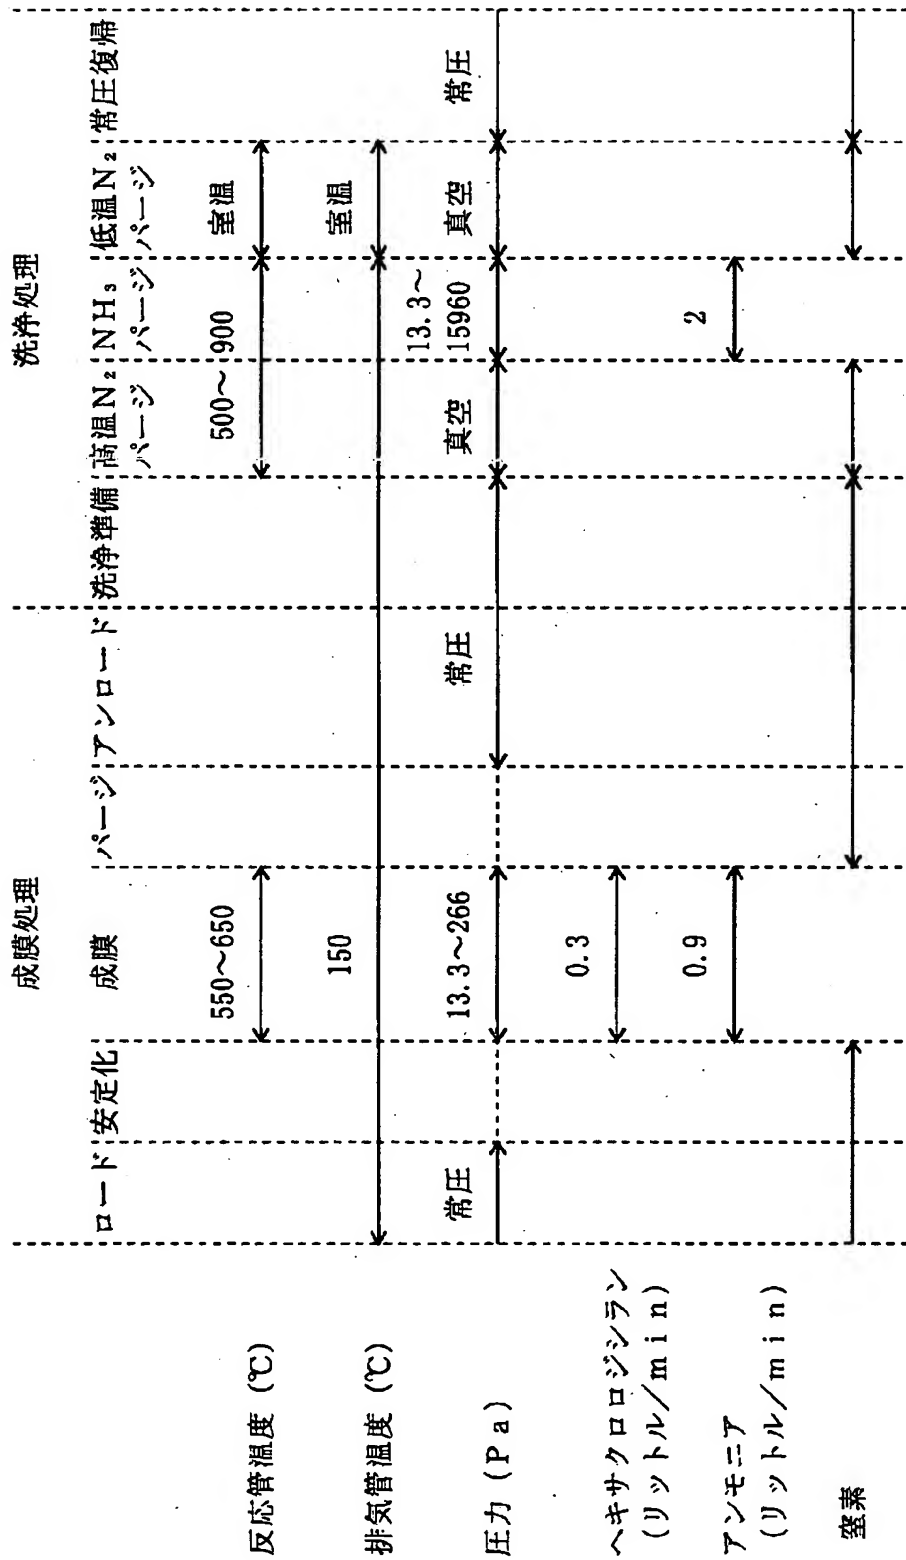 成膜処理
洗浄処理
ロード
安定化
成膜
パージ
アンロード
洗浄準備
高温N₂
パージ
NH₃
パージ
低温N₂
パージ
常圧復帰
反応管温度 (℃)
550～650
500～900
室温
排気管温度 (℃)
150
室温
圧力 (Pa)
常圧
13.3～266
常圧
真空
13.3～
15960
真空
常圧
ヘキサクロロジシラン
(リットル/min)
0.3
アンモニア
(リットル/min)
0.9
2
窒素